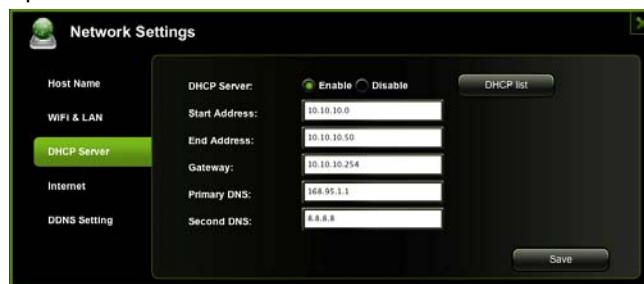 Network Settings
Host Name
WiFi & LAN
DHCP Server
Internet
DDNS Setting
DHCP Server: Enable Disable DHCP list
Start Address: 10.10.10.0
End Address: 10.10.10.50
Gateway: 10.10.10.254
Primary DNS: 168.95.1.1
Second DNS: 8.8.8.8
Save